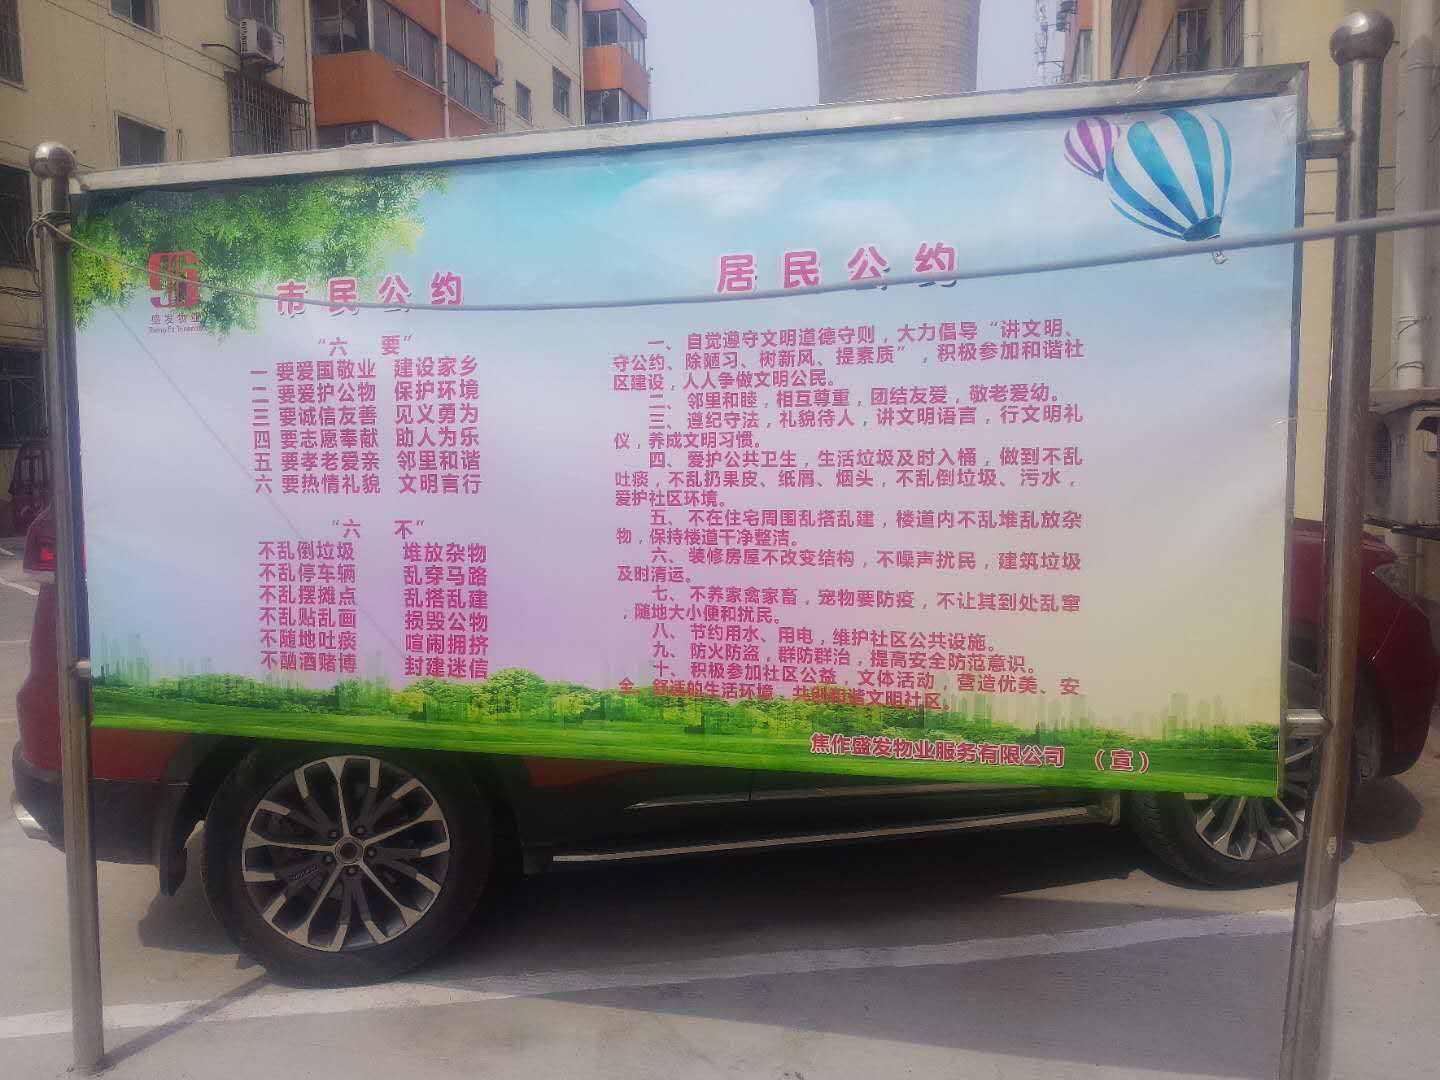 盛发物业
市民公约
“六 要”
一 要爱国敬业 建设家乡
二 要爱护公物 保护环境
三 要诚信友善 见义勇为
四 要志愿奉献 助人为乐
五 要孝老爱亲 邻里和谐
六 要热情礼貌 文明言行
“六 不”
不乱倒垃圾 堆放杂物
不乱停车辆 乱穿马路
不乱摆摊点 乱搭乱建
不乱贴乱画 损毁公物
不随地吐痰 喧闹拥挤
不酗酒赌博 封建迷信
居民公约
一、自觉遵守文明道德守则，大力倡导“讲文明、
守公约、除陋习、树新风、提素质”，积极参加和谐社
区建设，人人争做文明公民。
二、邻里和睦，相互尊重，团结友爱，敬老爱幼。
三、遵纪守法，礼貌待人，讲文明语言，行文明礼
仪，养成文明习惯。
四、爱护公共卫生，生活垃圾及时入桶，做到不乱
吐痰，不乱扔果皮、纸屑、烟头，不乱倒垃圾、污水，
爱护社区环境。
五、不在住宅周围乱搭乱建，楼道内不乱堆乱放杂
物，保持楼道干净整洁。
六、装修房屋不改变结构，不噪声扰民，建筑垃圾
及时清运。
七、不养家禽家畜，宠物要防疫，不让其到处乱窜
，随地大小便和扰民。
八、节约用水、用电，维护社区公共设施。
九、防火防盗，群防群治，提高安全防范意识。
十、积极参加社区公益，文体活动，营造优美、安
全、舒适的生活环境，共创和谐文明社区。
焦作盛发物业服务有限公司 （宣）